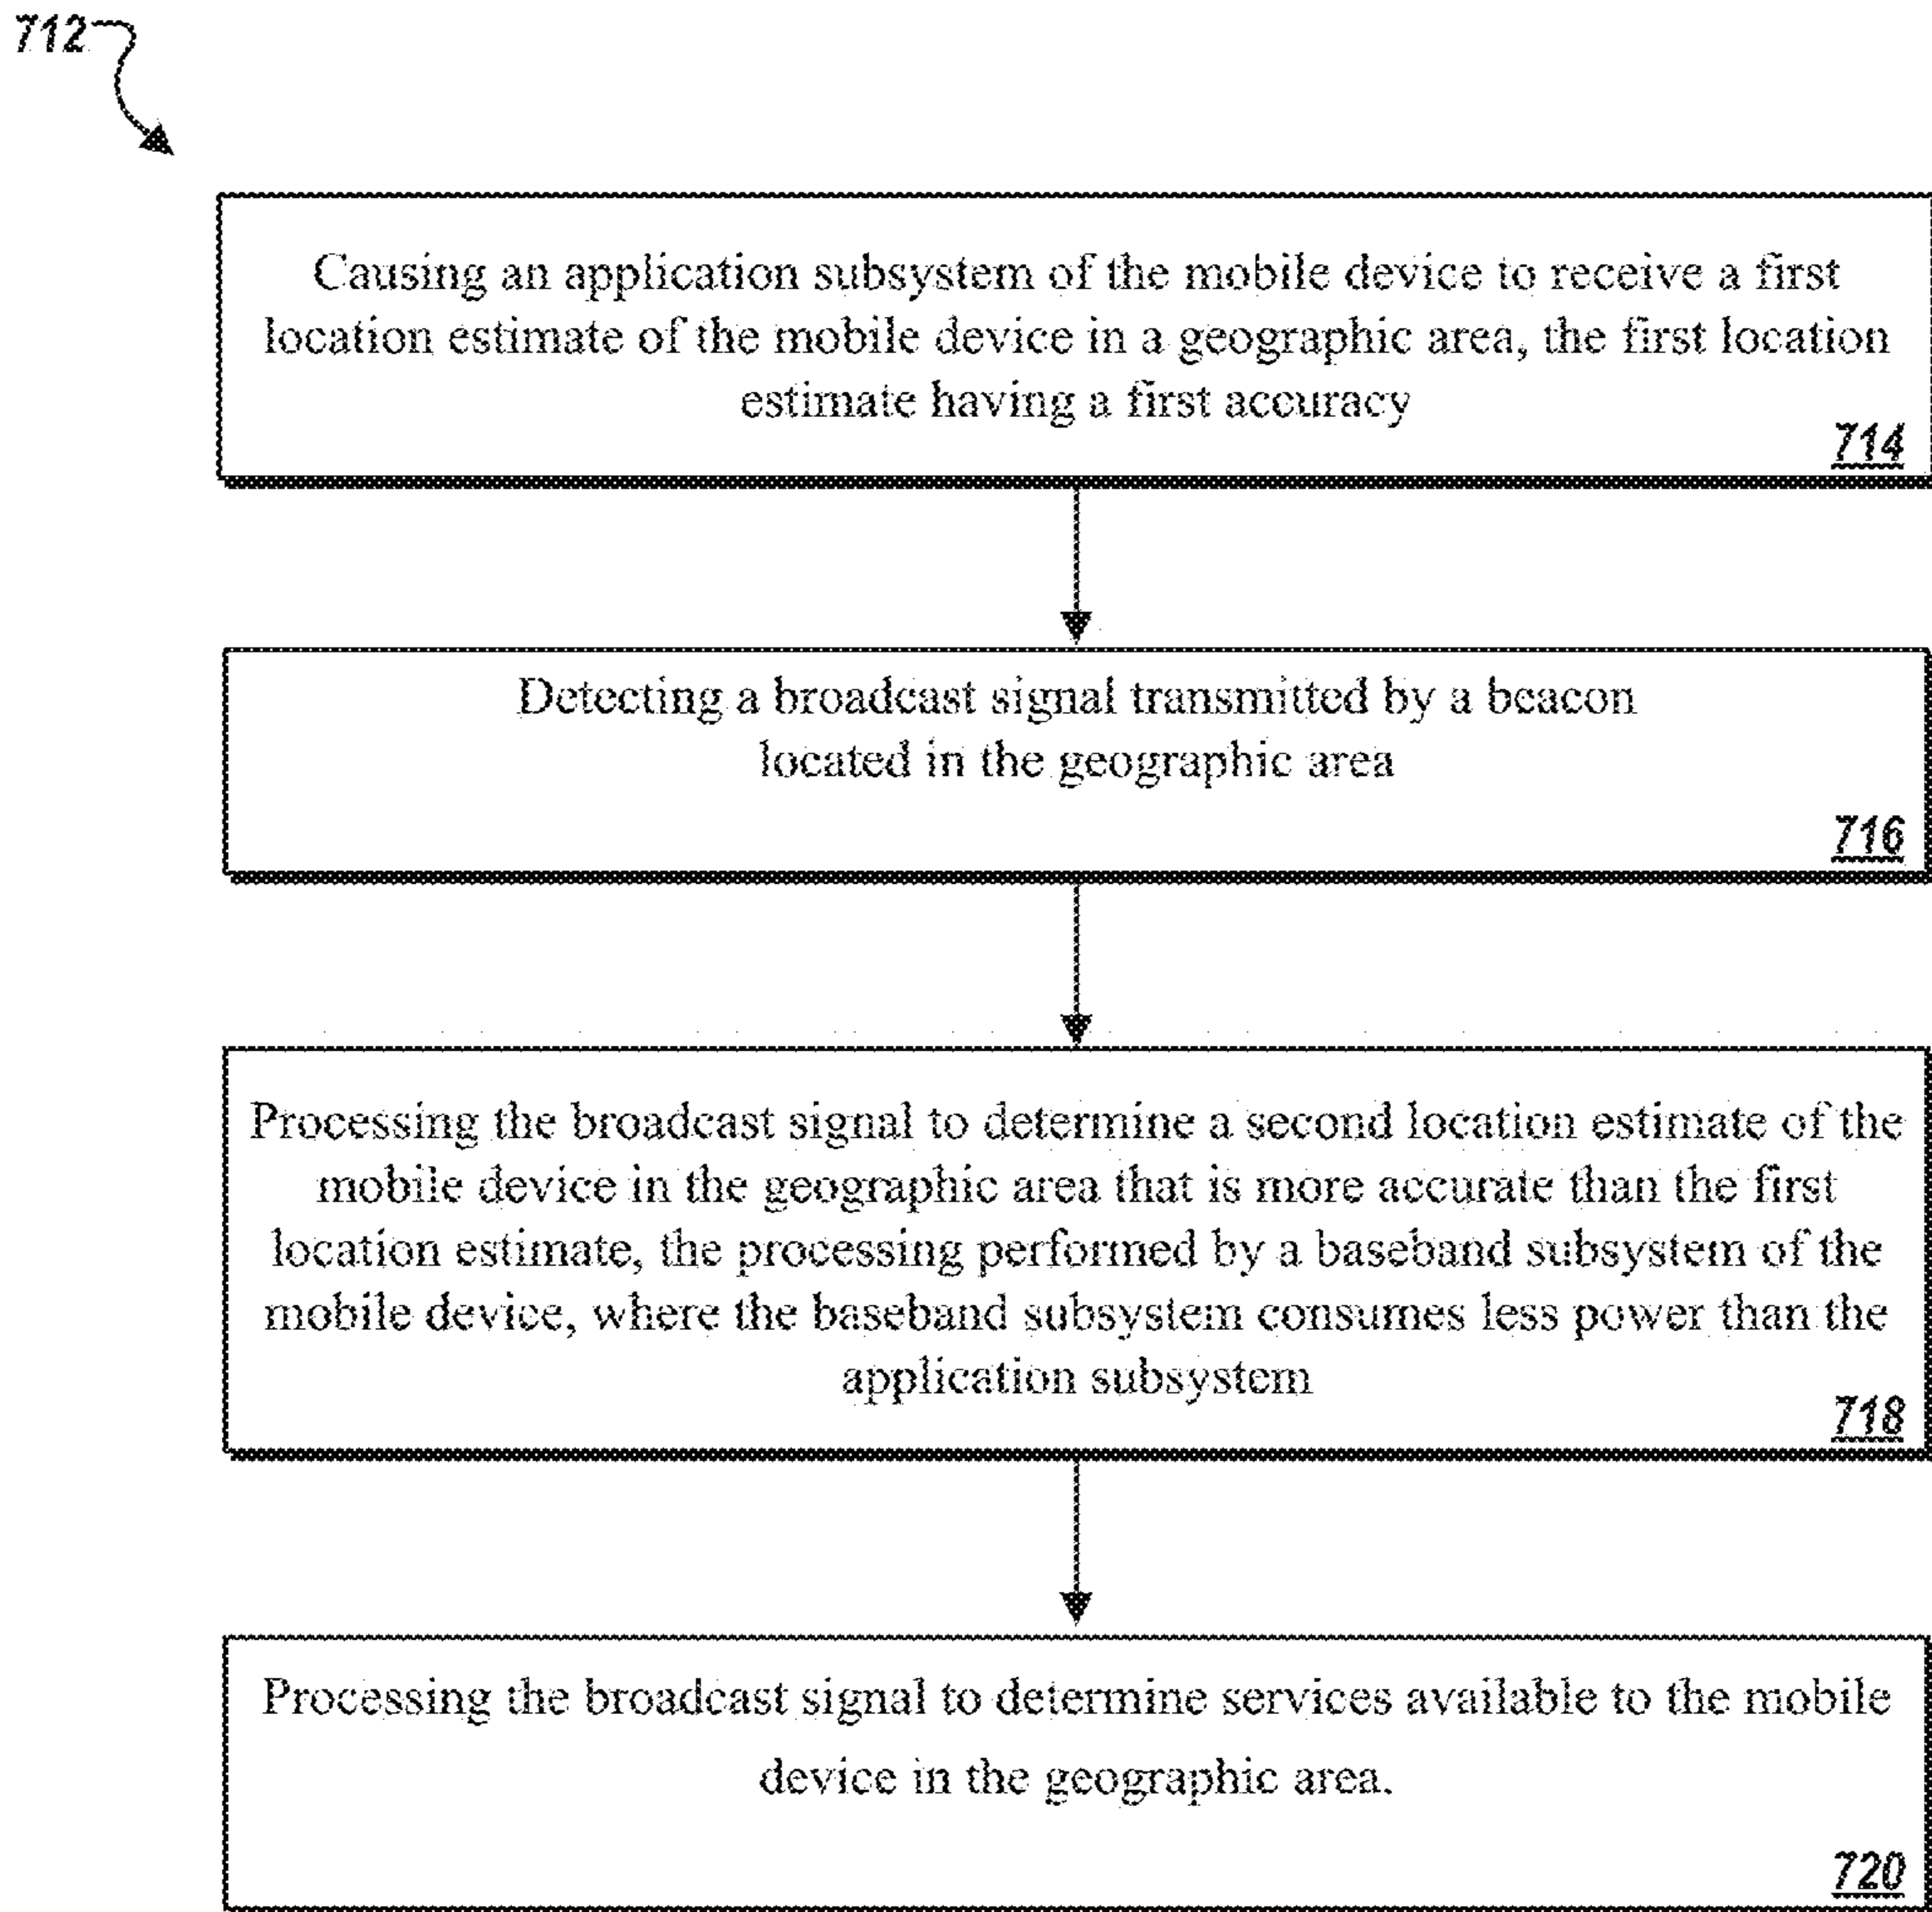 712
Causing an application subsystem of the mobile device to receive a first
location estimate of the mobile device in a geographic area, the first location
estimate having a first accuracy
714
Detecting a broadcast signal transmitted by a beacon
located in the geographic area
716
Processing the broadcast signal to determine a second location estimate of the
mobile device in the geographic area that is more accurate than the first
location estimate, the processing performed by a baseband subsystem of the
mobile device, where the baseband subsystem consumes less power than the
application subsystem
718
Processing the broadcast signal to determine services available to the mobile
device in the geographic area.
720